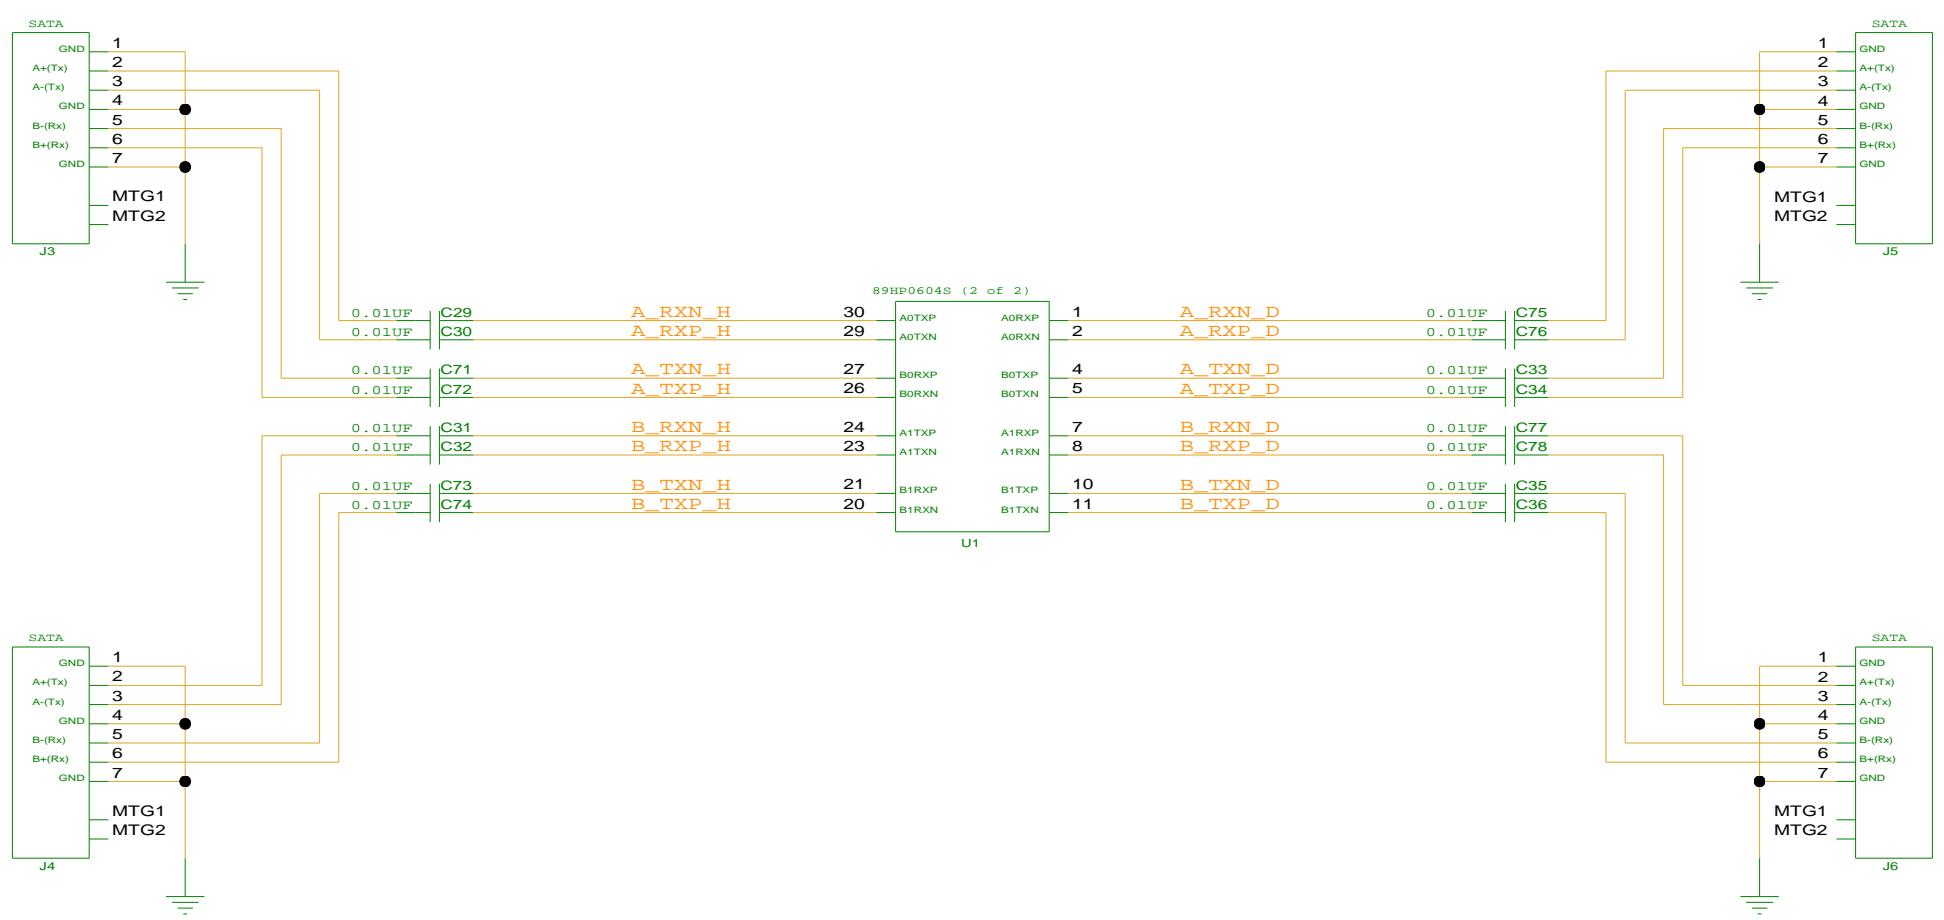 SATA
GND 1
A+(Tx) 2
A-(Tx) 3
GND 4
B-(Rx) 5
B+(Rx) 6
GND 7
MTG1
MTG2
J3
SATA
1 GND
2 A+(Tx)
3 A-(Tx)
4 GND
5 B-(Rx)
6 B+(Rx)
7 GND
MTG1
MTG2
J5
89HP0604S (2 of 2)
0.01UF C29 A_RXN_H 30 A0TXP A0RXP 1 A_RXN_D 0.01UF C75
0.01UF C30 A_RXP_H 29 A0TXN A0RXN 2 A_RXP_D 0.01UF C76
0.01UF C71 A_TXN_H 27 B0RXP B0TXP 4 A_TXN_D 0.01UF C33
0.01UF C72 A_TXP_H 26 B0RXN B0TXN 5 A_TXP_D 0.01UF C34
0.01UF C31 B_RXN_H 24 A1TXP A1RXP 7 B_RXN_D 0.01UF C77
0.01UF C32 B_RXP_H 23 A1TXN A1RXN 8 B_RXP_D 0.01UF C78
0.01UF C73 B_TXN_H 21 B1RXP B1TXP 10 B_TXN_D 0.01UF C35
0.01UF C74 B_TXP_H 20 B1RXN B1TXN 11 B_TXP_D 0.01UF C36
U1
SATA
GND 1
A+(Tx) 2
A-(Tx) 3
GND 4
B-(Rx) 5
B+(Rx) 6
GND 7
MTG1
MTG2
J4
SATA
1 GND
2 A+(Tx)
3 A-(Tx)
4 GND
5 B-(Rx)
6 B+(Rx)
7 GND
MTG1
MTG2
J6